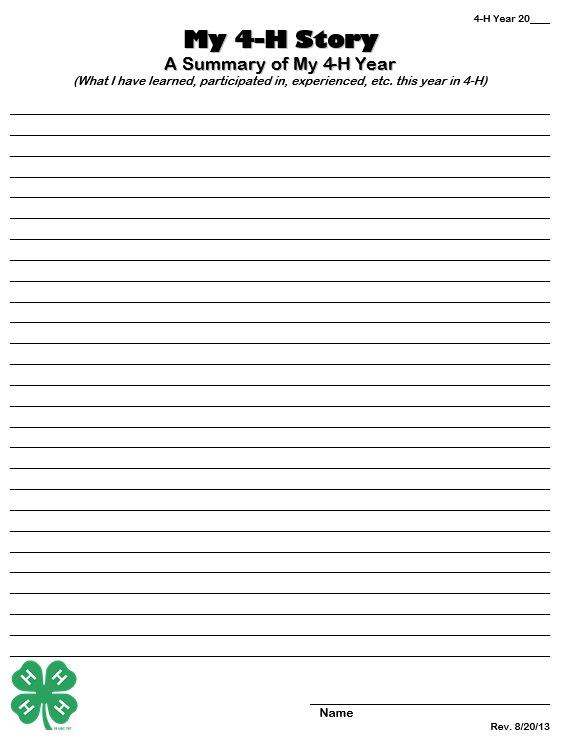 4-H Year 20___
My 4-H Story
A Summary of My 4-H Year
(What I have learned, participated in, experienced, etc. this year in 4-H)
H H
H H
Name
Rev. 8/20/13